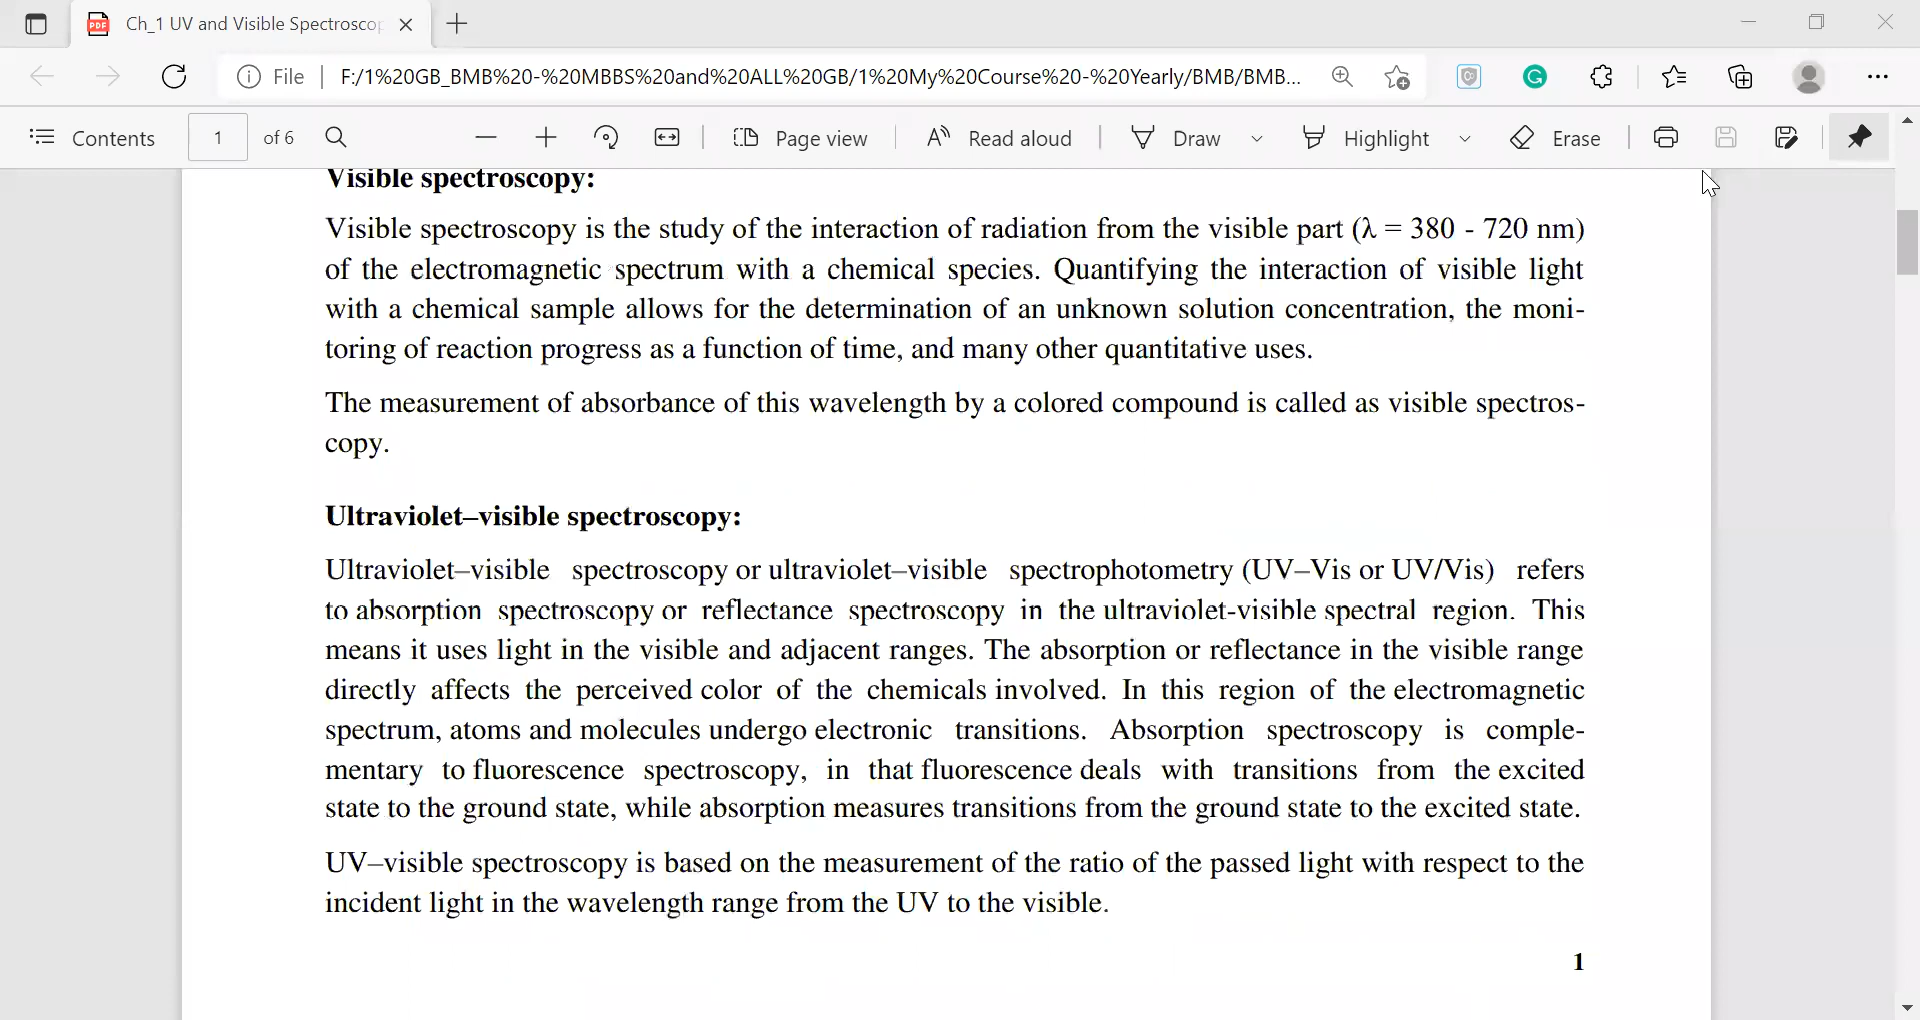 Ch_1 UV and Visible Spectrosco
File F:/1%20GB_BMB%20-%20MBBS%20and%20ALL%20GB/1%20My%20Course%20-%20Yearly/BMB/BMB...
Contents 1 of 6 Page view Read aloud Draw Highlight Erase
Visible spectroscopy:
Visible spectroscopy is the study of the interaction of radiation from the visible part (λ = 380 - 720 nm)
of the electromagnetic spectrum with a chemical species. Quantifying the interaction of visible light
with a chemical sample allows for the determination of an unknown solution concentration, the moni-
toring of reaction progress as a function of time, and many other quantitative uses.
The measurement of absorbance of this wavelength by a colored compound is called as visible spectros-
copy.
Ultraviolet–visible spectroscopy:
Ultraviolet–visible spectroscopy or ultraviolet–visible spectrophotometry (UV–Vis or UV/Vis) refers
to absorption spectroscopy or reflectance spectroscopy in the ultraviolet-visible spectral region. This
means it uses light in the visible and adjacent ranges. The absorption or reflectance in the visible range
directly affects the perceived color of the chemicals involved. In this region of the electromagnetic
spectrum, atoms and molecules undergo electronic transitions. Absorption spectroscopy is comple-
mentary to fluorescence spectroscopy, in that fluorescence deals with transitions from the excited
state to the ground state, while absorption measures transitions from the ground state to the excited state.
UV–visible spectroscopy is based on the measurement of the ratio of the passed light with respect to the
incident light in the wavelength range from the UV to the visible.
1